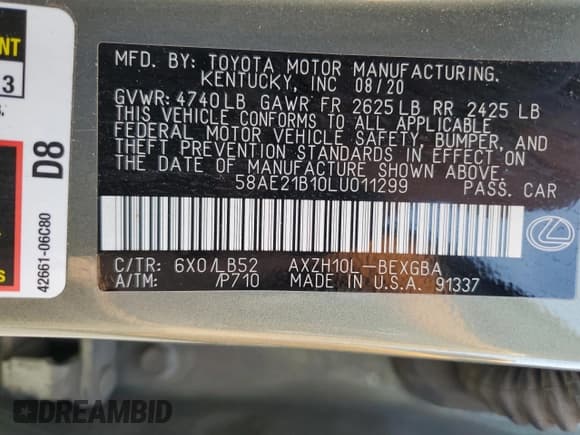 MFD. BY: TOYOTA MOTOR MANUFACTURING.
KENTUCKY, INC 08/20
GVWR: 4740LB GAWR FR 2625LB RR 2425 LB
THIS VEHICLE CONFORMS TO ALL APPLICABLE
FEDERAL MOTOR VEHICLE SAFETY, BUMPER, AND
THEFT PREVENTION STANDARDS IN EFFECT ON
THE DATE OF MANUFACTURE SHOWN ABOVE.
58AE21B10LU011299 PASS. CAR
C/TR: 6X0/LB52 AXZH10L-BEXGBA
A/TM: /P710 MADE IN U.S.A. 91337
D8
42661-06C80
DREAMBID